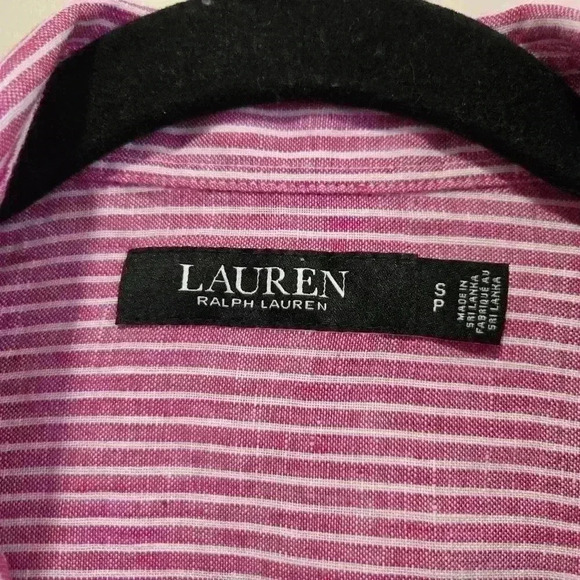 LAUREN
RALPH LAUREN
S
P
MADE IN
SRI LANKA
FABRIQUÉ AU
SRI LANKA